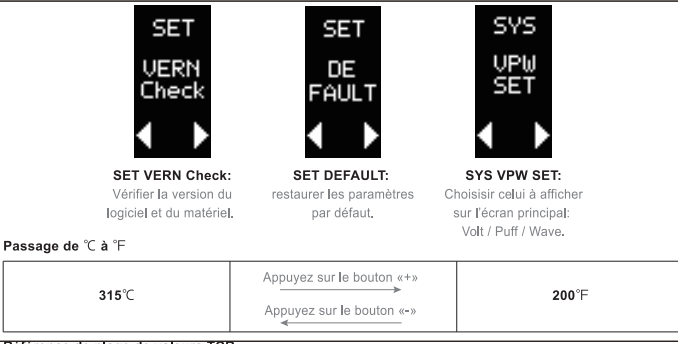 SET
VERN
Check
SET
DE
FAULT
SYS
VPW
SET
SET VERN Check:
Vérifier la version du
logiciel et du matériel.
SET DEFAULT:
restaurer les paramètres
par défaut.
SYS VPW SET:
Choisisir celui à afficher
sur l'écran principal:
Volt / Puff / Wave.
Passage de ℃ à ℉
315℃
Appuyez sur le bouton «+»
Appuyez sur le bouton «-»
200℉